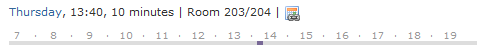 Thursday, 13:40, 10 minutes | Room 203/204 |
7 · 8 · 9 · 10 · 11 · 12 · 13 · 14 · 15 · 16 · 17 · 18 · 19